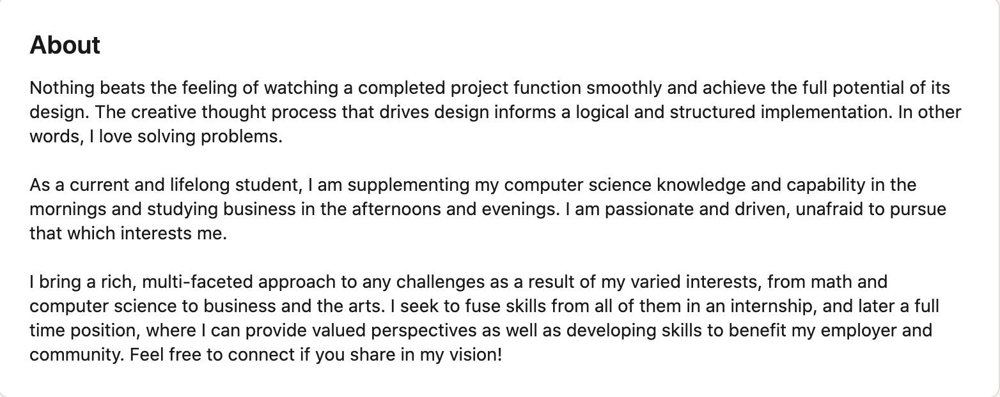 About
Nothing beats the feeling of watching a completed project function smoothly and achieve the full potential of its
design. The creative thought process that drives design informs a logical and structured implementation. In other
words, I love solving problems.
As a current and lifelong student, I am supplementing my computer science knowledge and capability in the
mornings and studying business in the afternoons and evenings. I am passionate and driven, unafraid to pursue
that which interests me.
I bring a rich, multi-faceted approach to any challenges as a result of my varied interests, from math and
computer science to business and the arts. I seek to fuse skills from all of them in an internship, and later a full
time position, where I can provide valued perspectives as well as developing skills to benefit my employer and
community. Feel free to connect if you share in my vision!